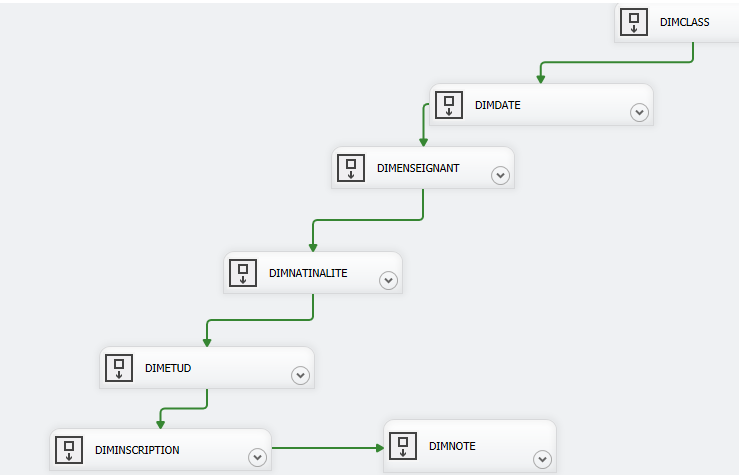 DIMCLASS
DIMDATE
DIMENSEIGNANT
DIMNATINALITE
DIMETUD
DIMINSCRIPTION
DIMNOTE